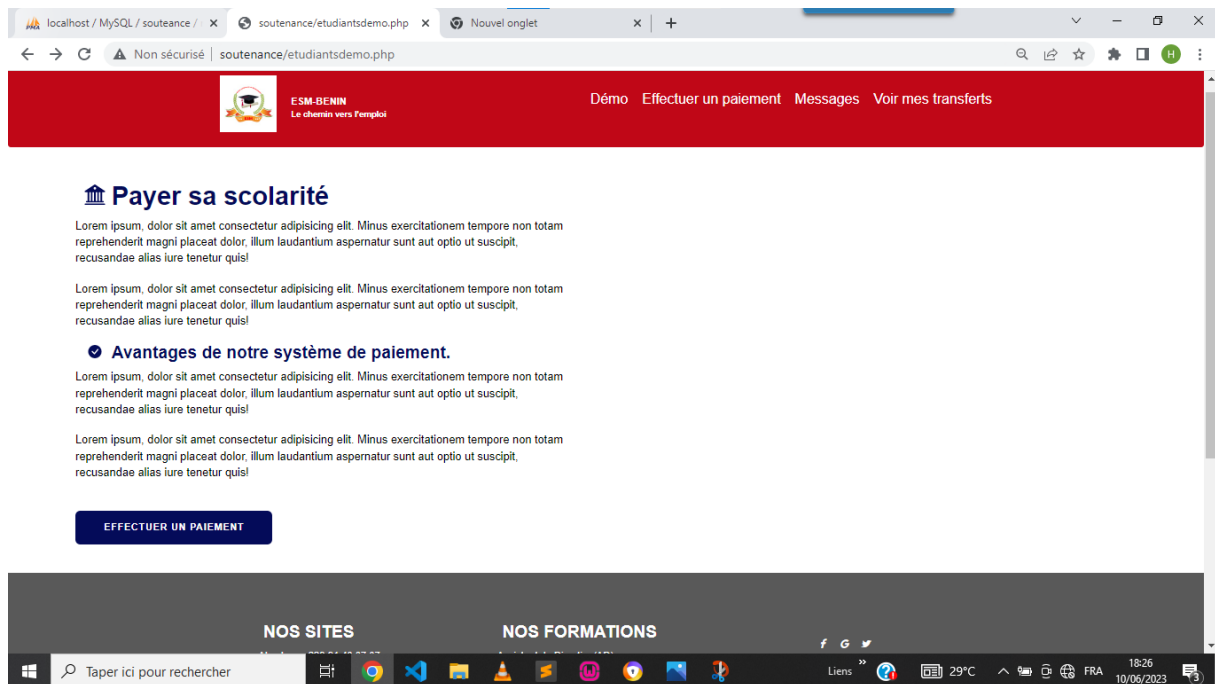 localhost / MySQL / souteance /
soutenance/etudiantsdemo.php
Nouvel onglet
Non sécurisé | soutenance/etudiantsdemo.php
H
ESM-BENIN
Le chemin vers l'emploi
Démo Effectuer un paiement Messages Voir mes transferts
Payer sa scolarité
Lorem ipsum, dolor sit amet consectetur adipisicing elit. Minus exercitationem tempore non totam
reprehenderit magni placeat dolor, illum laudantium aspernatur sunt aut optio ut suscipit,
recusandae alias iure tenetur quis!
Lorem ipsum, dolor sit amet consectetur adipisicing elit. Minus exercitationem tempore non totam
reprehenderit magni placeat dolor, illum laudantium aspernatur sunt aut optio ut suscipit,
recusandae alias iure tenetur quis!
Avantages de notre système de paiement.
Lorem ipsum, dolor sit amet consectetur adipisicing elit. Minus exercitationem tempore non totam
reprehenderit magni placeat dolor, illum laudantium aspernatur sunt aut optio ut suscipit,
recusandae alias iure tenetur quis!
Lorem ipsum, dolor sit amet consectetur adipisicing elit. Minus exercitationem tempore non totam
reprehenderit magni placeat dolor, illum laudantium aspernatur sunt aut optio ut suscipit,
recusandae alias iure tenetur quis!
EFFECTUER UN PAIEMENT
NOS SITES
NOS FORMATIONS
Taper ici pour rechercher
Liens
29°C
FRA
18:26
10/06/2023